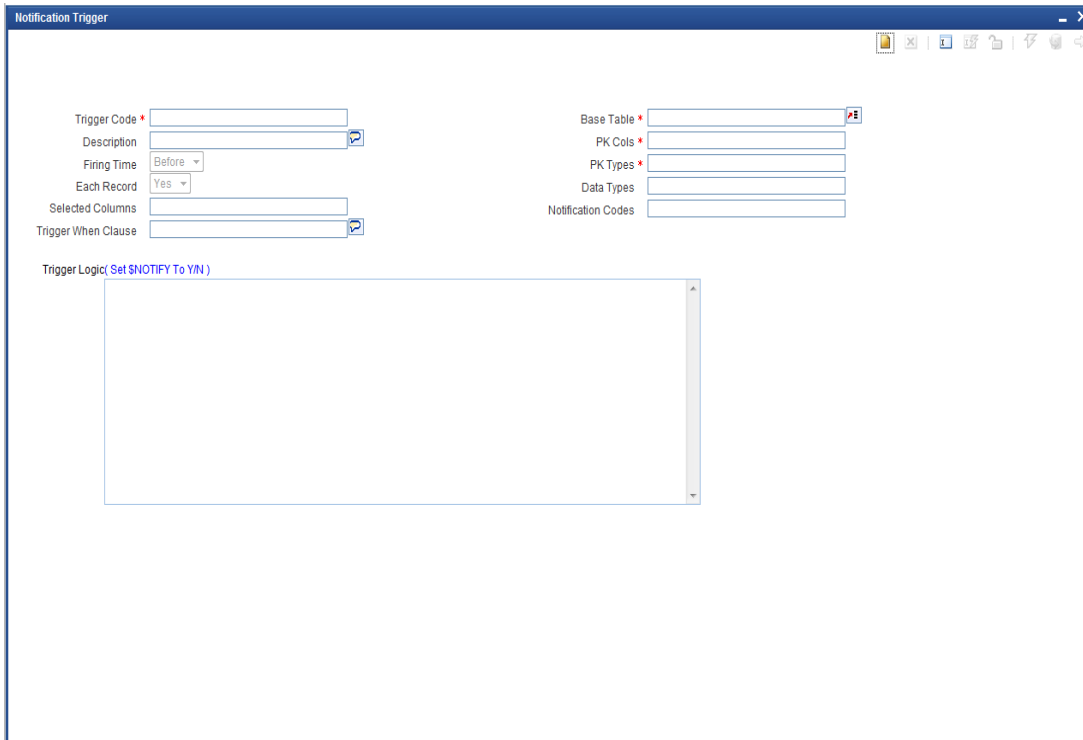 Notification Trigger
Trigger Code *
Description
Firing Time Before
Each Record Yes
Selected Columns
Trigger When Clause
Base Table *
PK Cols *
PK Types *
Data Types
Notification Codes
Trigger Logic( Set $NOTIFY To Y/N )